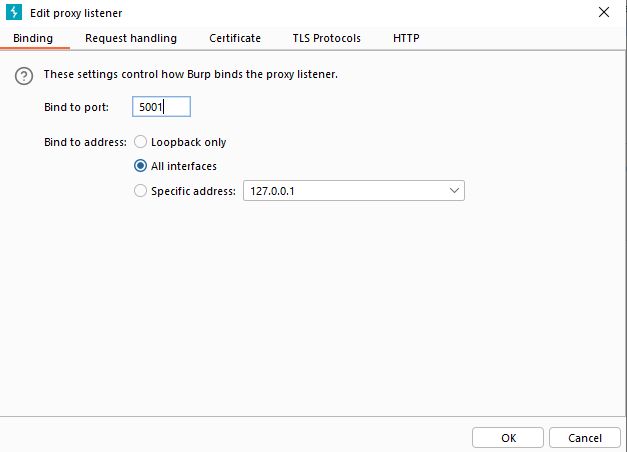 Edit proxy listener
Binding Request handling Certificate TLS Protocols HTTP
? These settings control how Burp binds the proxy listener.
Bind to port: 5001
Bind to address: Loopback only
All interfaces
Specific address: 127.0.0.1
OK Cancel